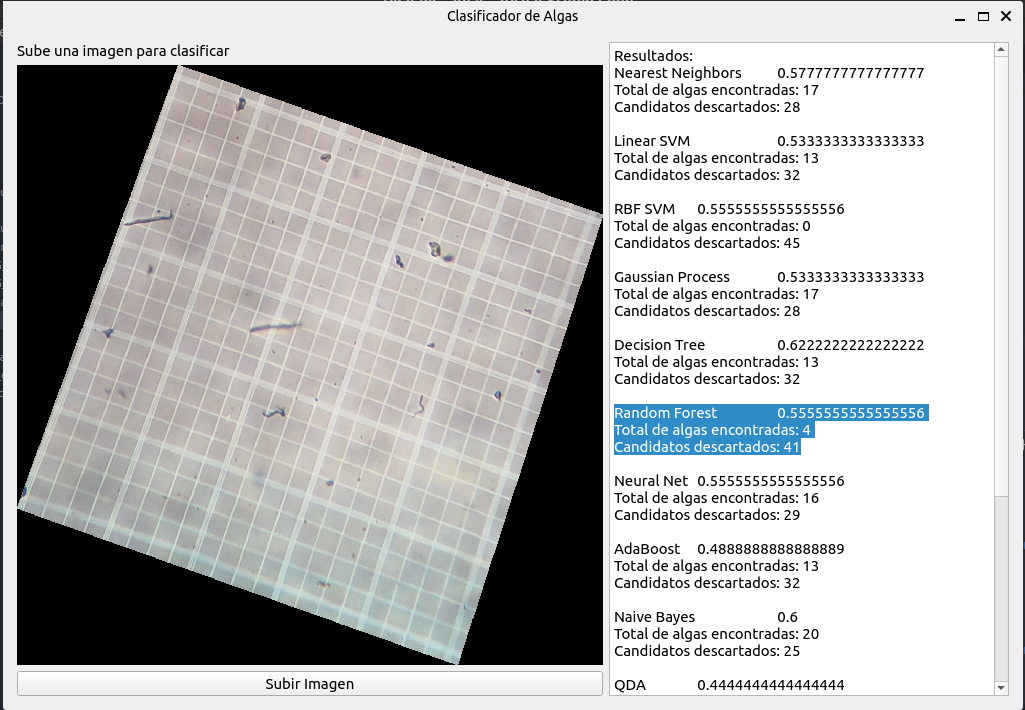 Clasificador de Algas
Sube una imagen para clasificar
Resultados:
Nearest Neighbors 0.5777777777777777
Total de algas encontradas: 17
Candidatos descartados: 28
Linear SVM 0.5333333333333333
Total de algas encontradas: 13
Candidatos descartados: 32
RBF SVM 0.5555555555555556
Total de algas encontradas: 0
Candidatos descartados: 45
Gaussian Process 0.5333333333333333
Total de algas encontradas: 17
Candidatos descartados: 28
Decision Tree 0.6222222222222222
Total de algas encontradas: 13
Candidatos descartados: 32
Random Forest 0.5555555555555556
Total de algas encontradas: 4
Candidatos descartados: 41
Neural Net 0.5555555555555556
Total de algas encontradas: 16
Candidatos descartados: 29
AdaBoost 0.4888888888888889
Total de algas encontradas: 13
Candidatos descartados: 32
Naive Bayes 0.6
Total de algas encontradas: 20
Candidatos descartados: 25
QDA 0.4444444444444444
Subir Imagen